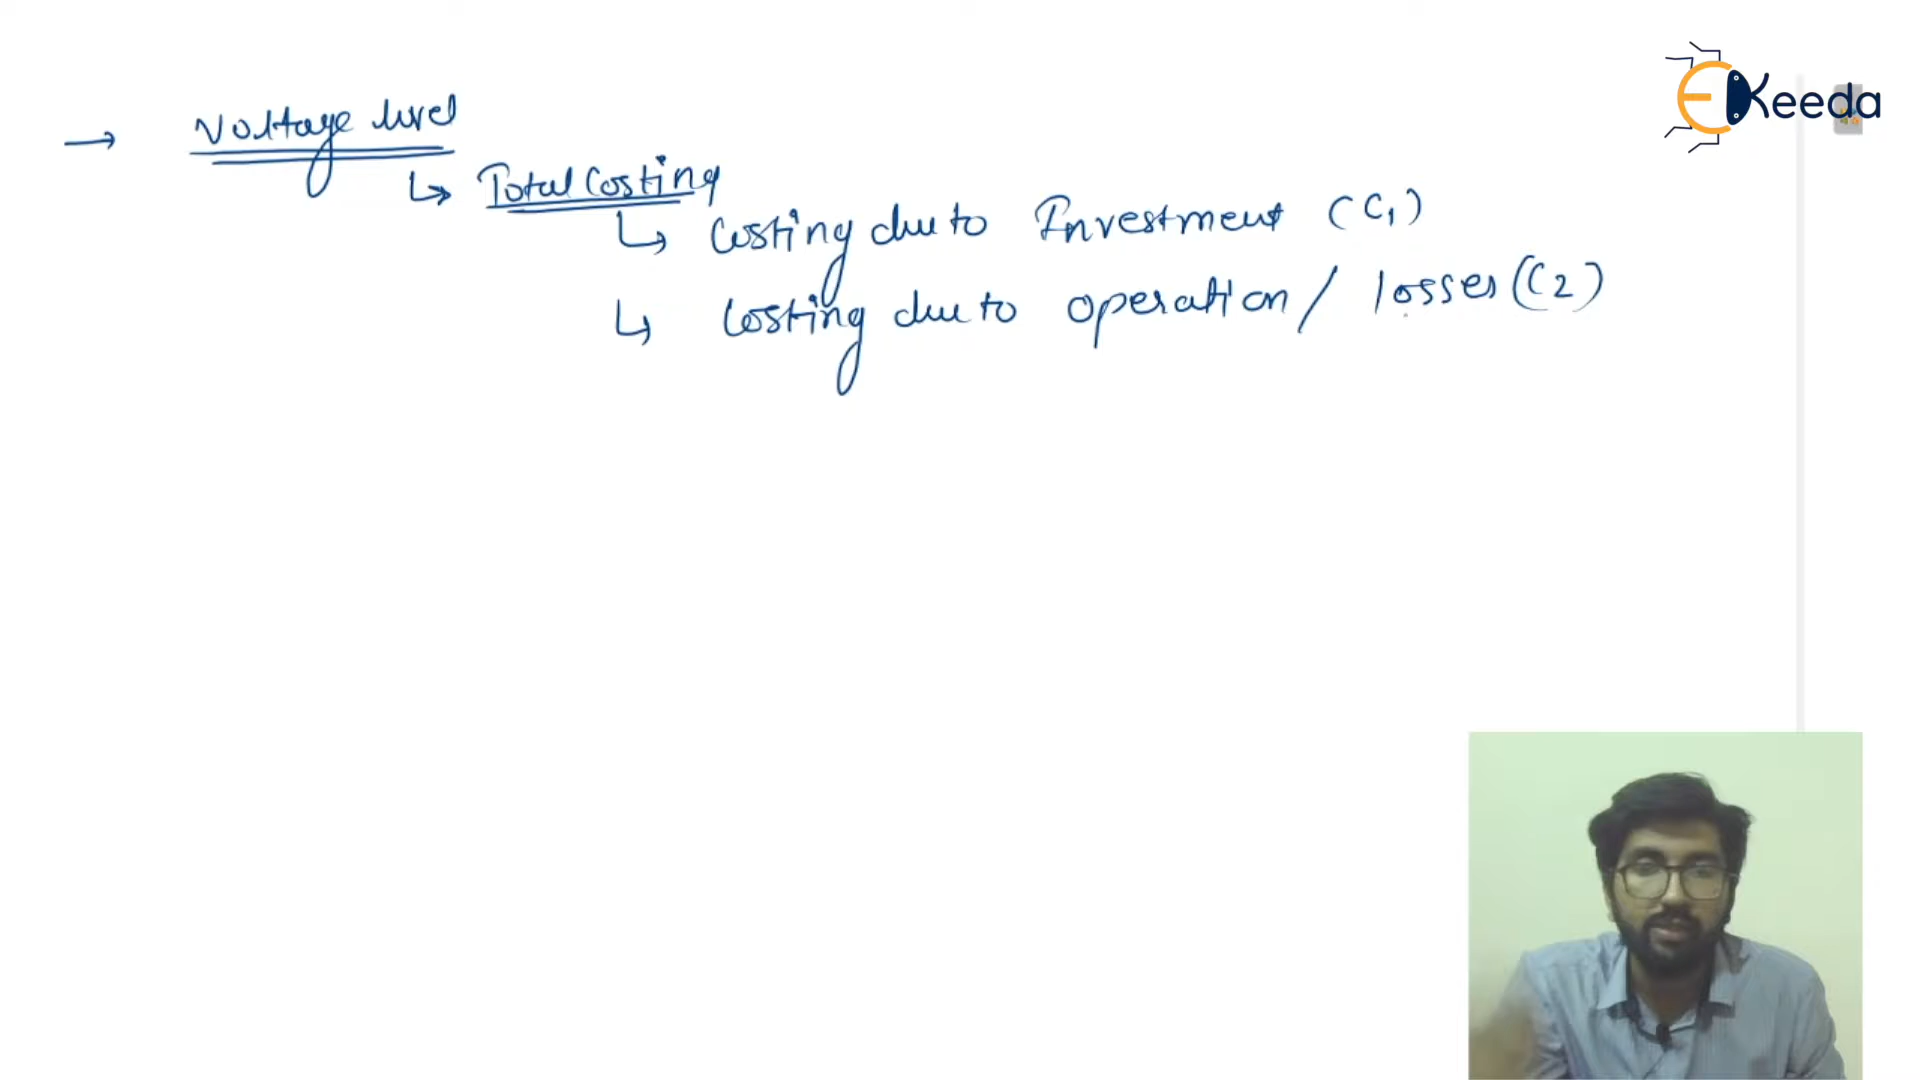 EKeeda
→ Voltage level
↳ Total Costing
↳ Costing due to Investment (C₁)
↳ Costing due to operation / losses (C2)